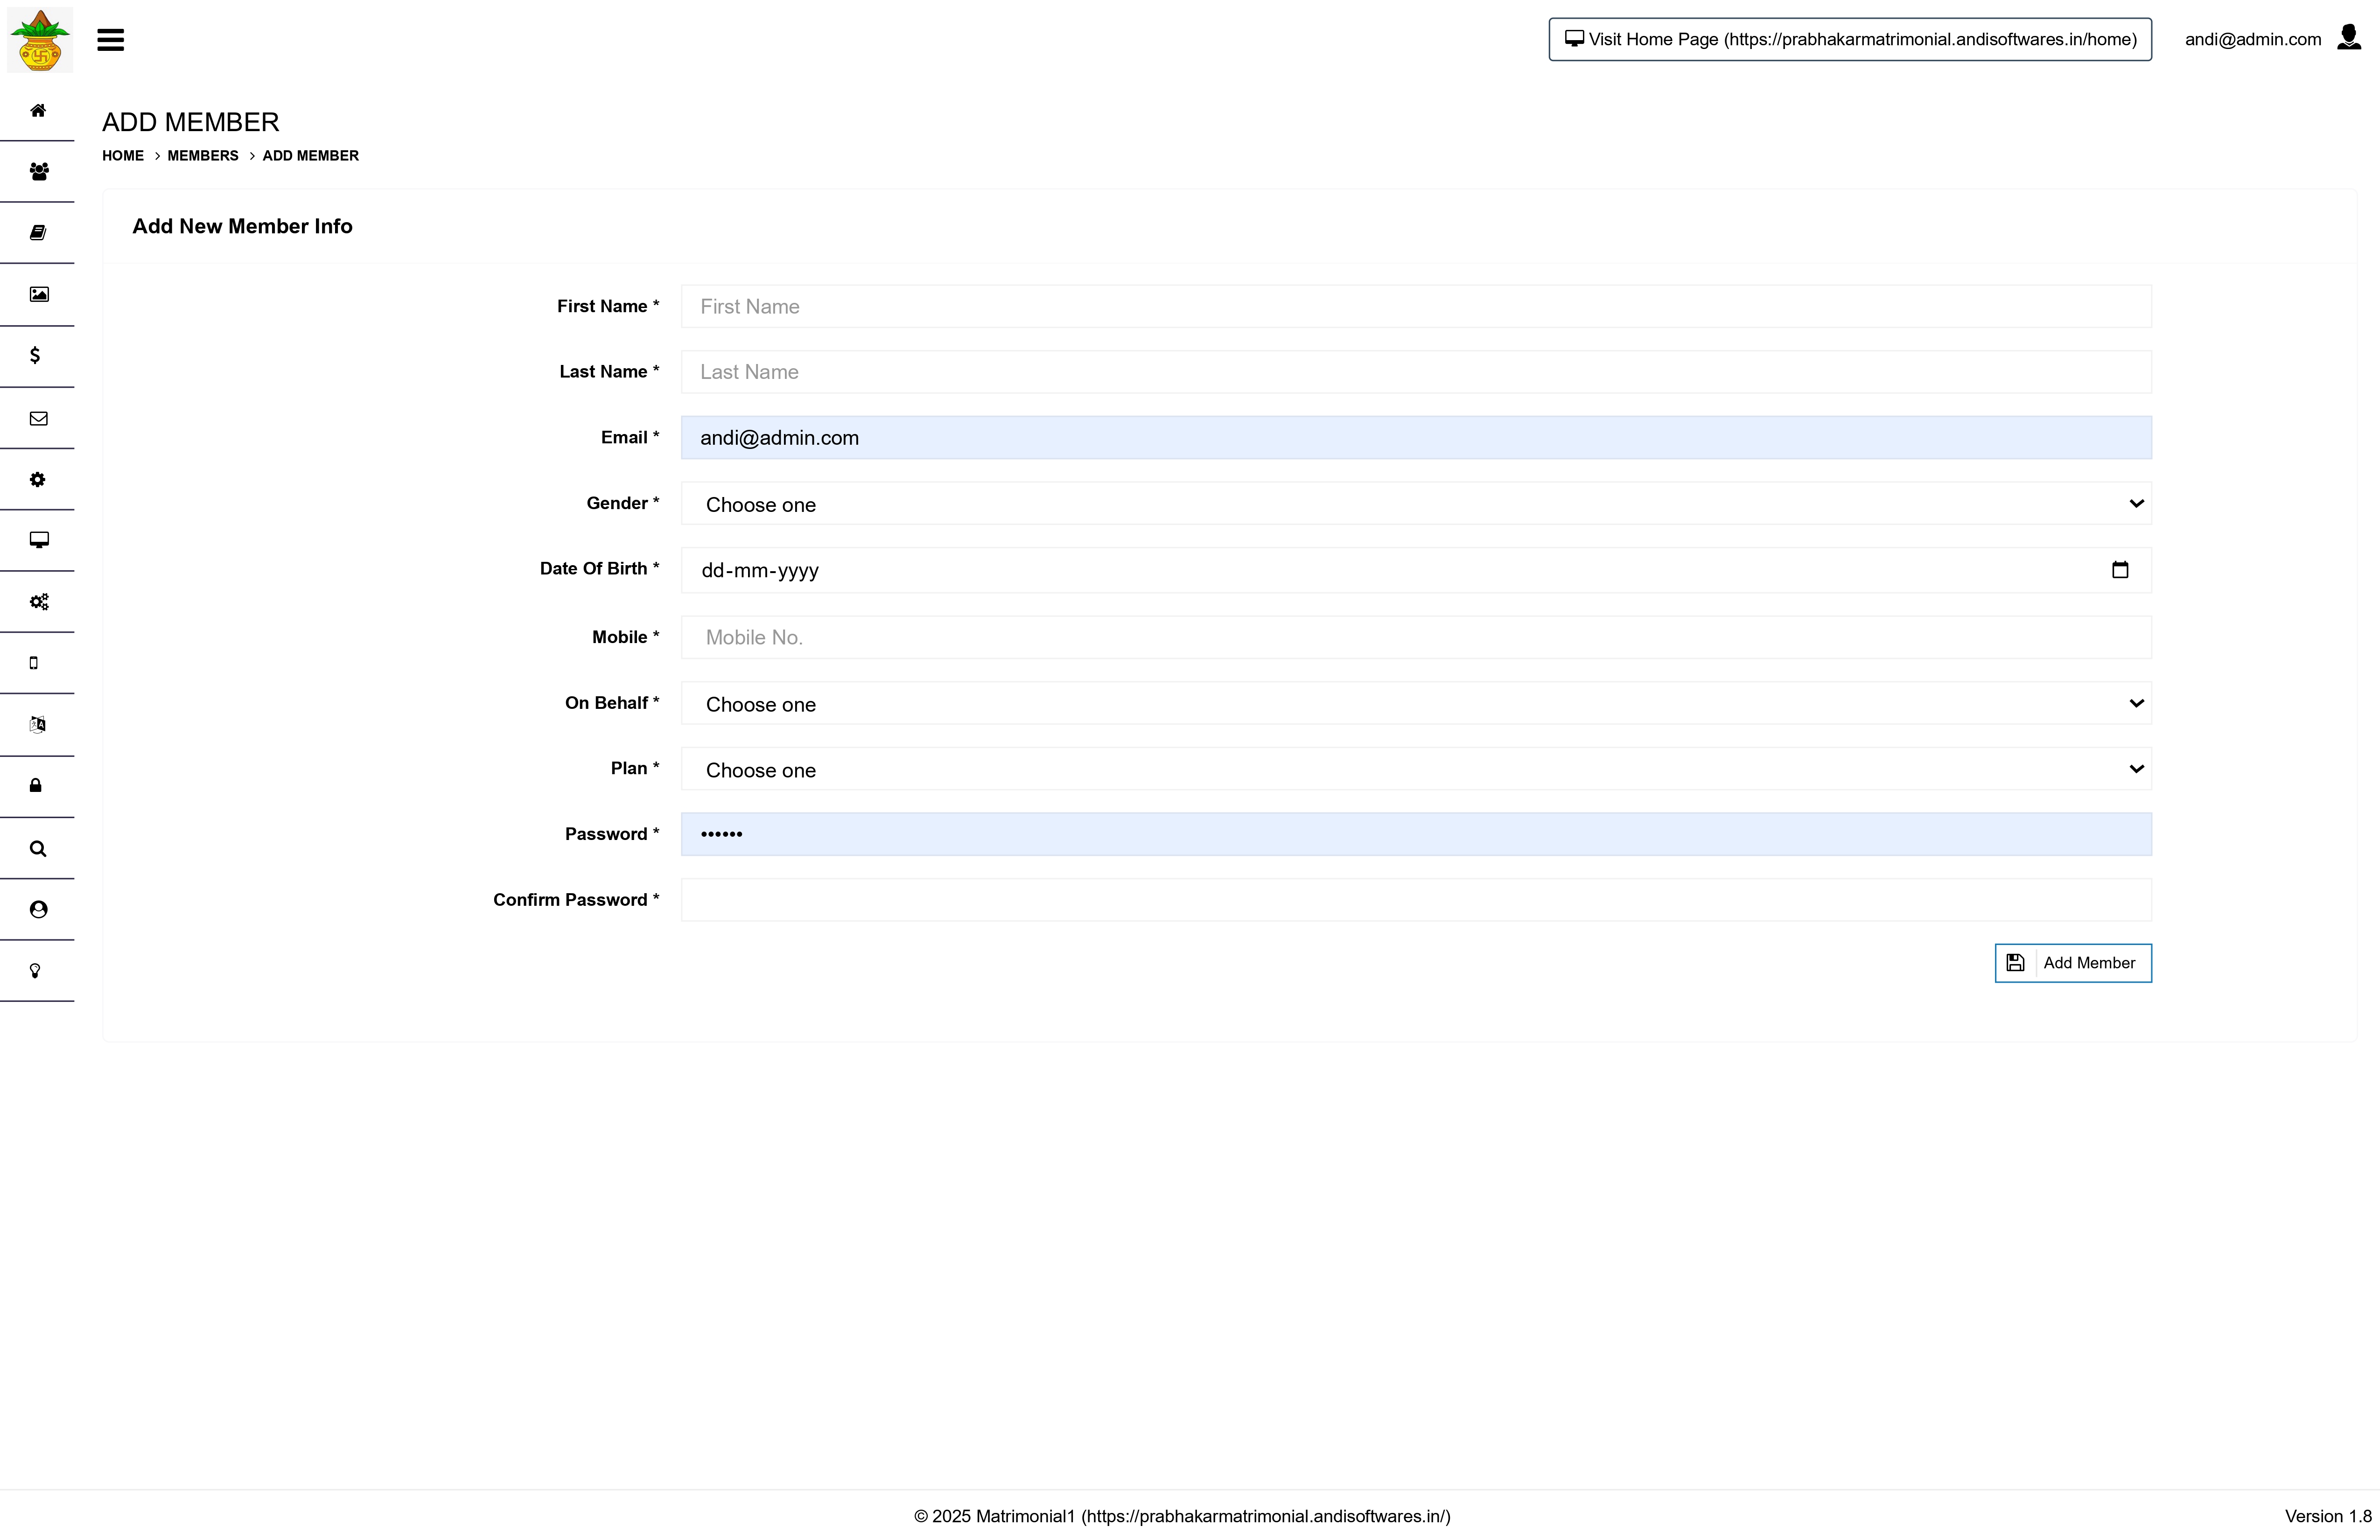 Visit Home Page (https://prabhakarmatrimonial.andisoftwares.in/home) andi@admin.com
ADD MEMBER
HOME > MEMBERS > ADD MEMBER
Add New Member Info
First Name * First Name
Last Name * Last Name
Email * andi@admin.com
Gender * Choose one
Date Of Birth * dd-mm-yyyy
Mobile * Mobile No.
On Behalf * Choose one
Plan * Choose one
Password * ••••••
Confirm Password *
Add Member
© 2025 Matrimonial1 (https://prabhakarmatrimonial.andisoftwares.in/) Version 1.8